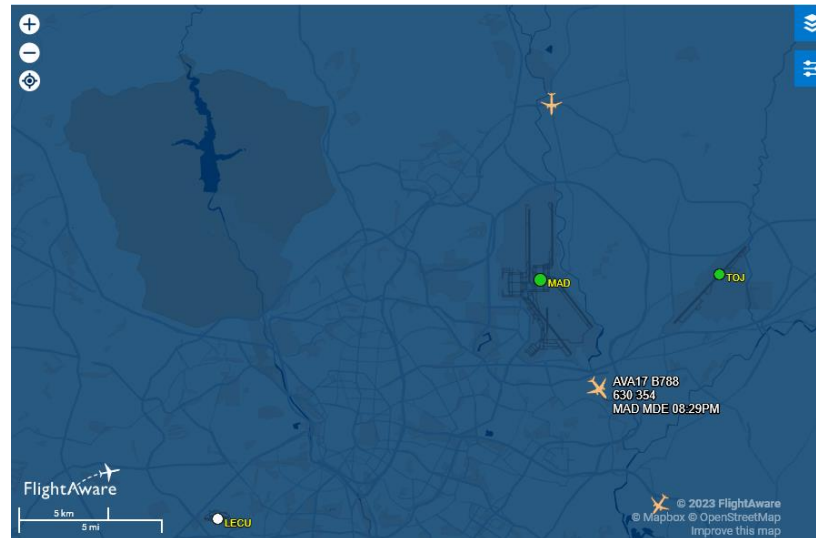 MAD
TOJ
AVA17 B788
630 354
MAD MDE 08:29PM
FlightAware
5 km
5 mi
LECU
© 2023 FlightAware
© Mapbox © OpenStreetMap
Improve this map